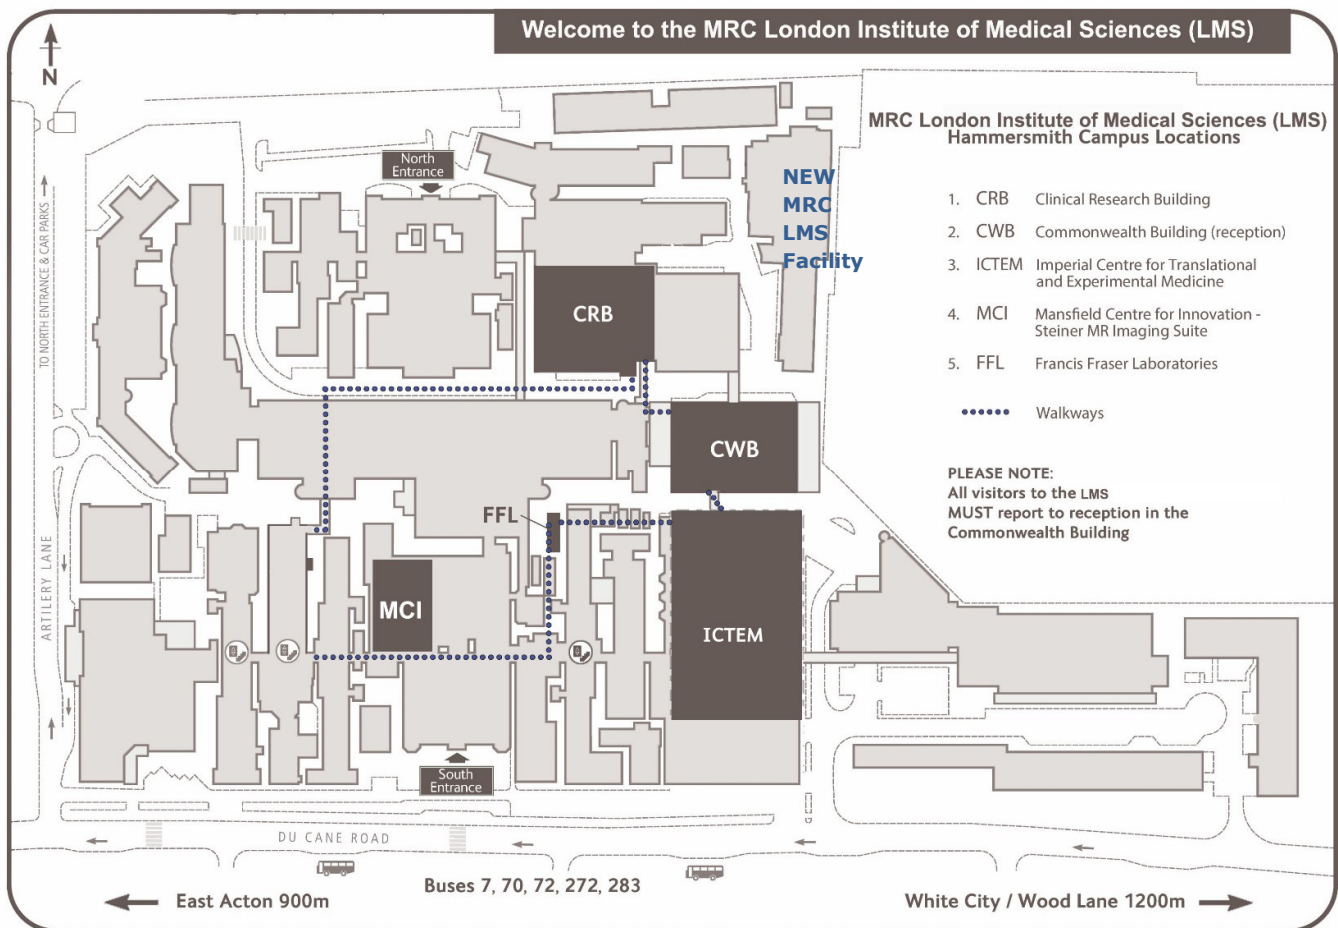 Welcome to the MRC London Institute of Medical Sciences (LMS)
N
MRC London Institute of Medical Sciences (LMS)
Hammersmith Campus Locations
1. CRB Clinical Research Building
2. CWB Commonwealth Building (reception)
3. ICTEM Imperial Centre for Translational
and Experimental Medicine
4. MCI Mansfield Centre for Innovation -
Steiner MR Imaging Suite
5. FFL Francis Fraser Laboratories
Walkways
PLEASE NOTE:
All visitors to the LMS
MUST report to reception in the
Commonwealth Building
North
Entrance
NEW
MRC
LMS
Facility
TO NORTH ENTRANCE & CAR PARKS
CRB
CWB
FFL
MCI
ICTEM
ARTILERY LANE
South
Entrance
DU CANE ROAD
Buses 7, 70, 72, 272, 283
East Acton 900m
White City / Wood Lane 1200m